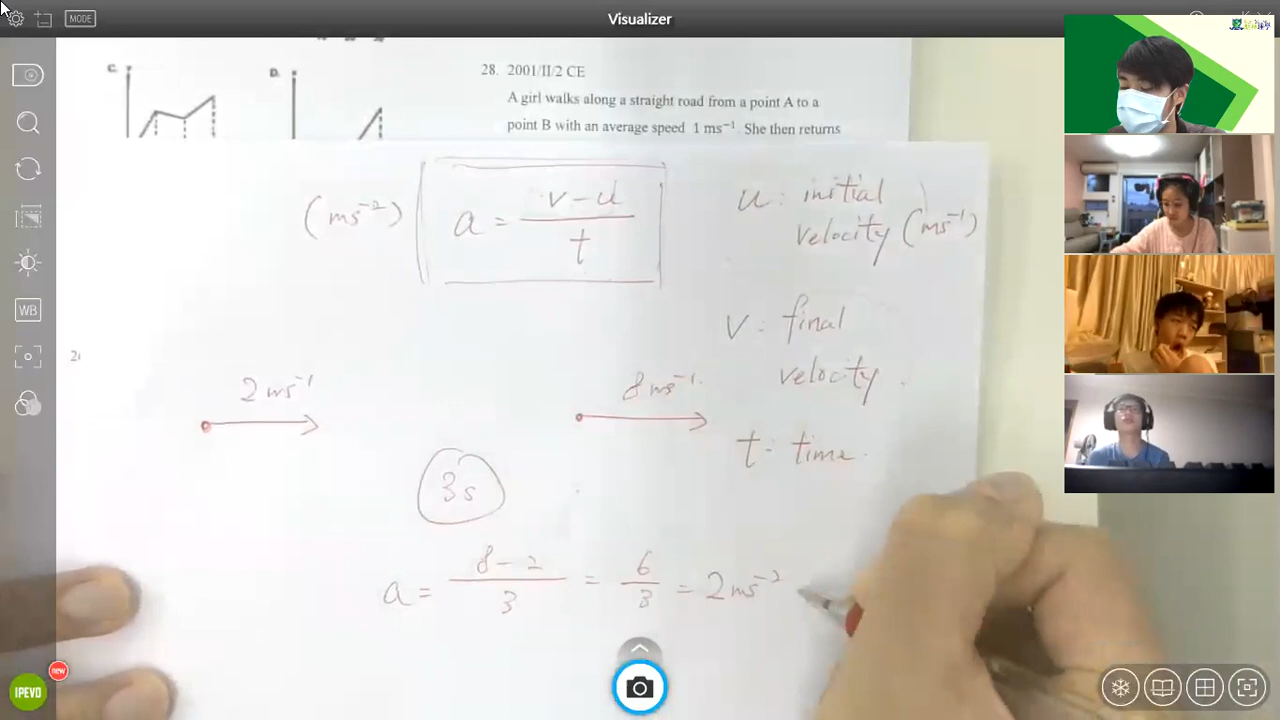 MODE
Visualizer
C.
D.
28. 2001/II/2 CE
A girl walks along a straight road from a point A to a
point B with an average speed 1 ms⁻¹. She then returns
(ms⁻²)
a = v - u / t
u : initial
velocity (ms⁻¹)
v : final
velocity.
t : time.
2 ms⁻¹
8 ms⁻¹.
3s
a = 8 - 2 / 3 = 6 / 3 = 2 ms⁻²
WB
new
IPEVO